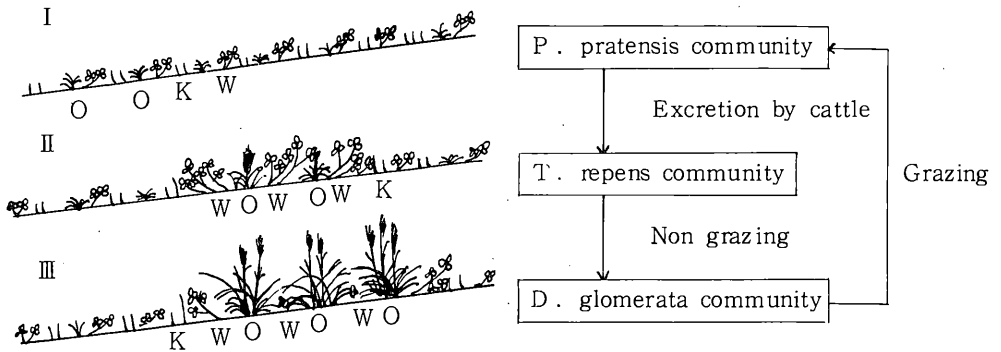 I
O O K W
II
W O W O W K
III
K W O W O W O
P. pratensis community
Excretion by cattle
T. repens community
Grazing
Non grazing
D. glomerata community